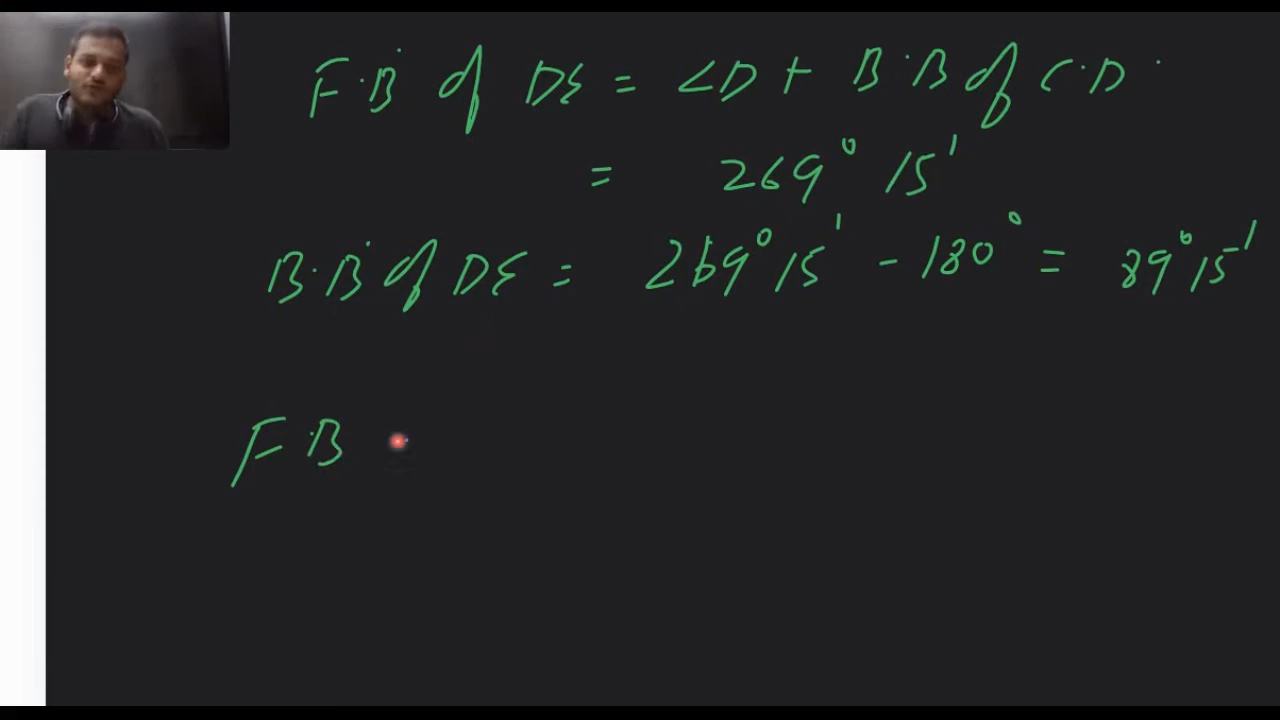 F.B of DE = ∠D + B.B of C.D.
= 269° 15'
B.B of DE = 269° 15' - 180° = 89° 15'
F.B